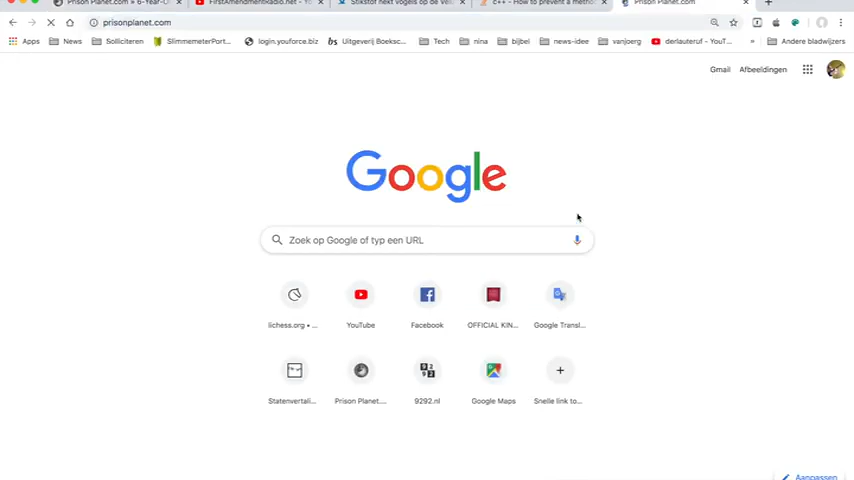 Prison Planet.com » 6-Year-O
FirstAmendmentRadio.net - Yo
Stikstof nekt vogels op de Vel
c++ - How to prevent a metho
Prison Planet.com
prisonplanet.com
Apps News Solliciteren SlimmemeterPort... login.youforce.biz bs Uitgeverij Boeksc... Tech nina bijbel news-idee vanjoerg derlauteruf – YouT... » Andere bladwijzers
Gmail Afbeeldingen
Google
Zoek op Google of typ een URL
lichess.org • ... YouTube Facebook OFFICIAL KIN... Google Transl...
Statenvertali... Prison Planet.... 9292.nl Google Maps Snelle link to...
Aanpassen